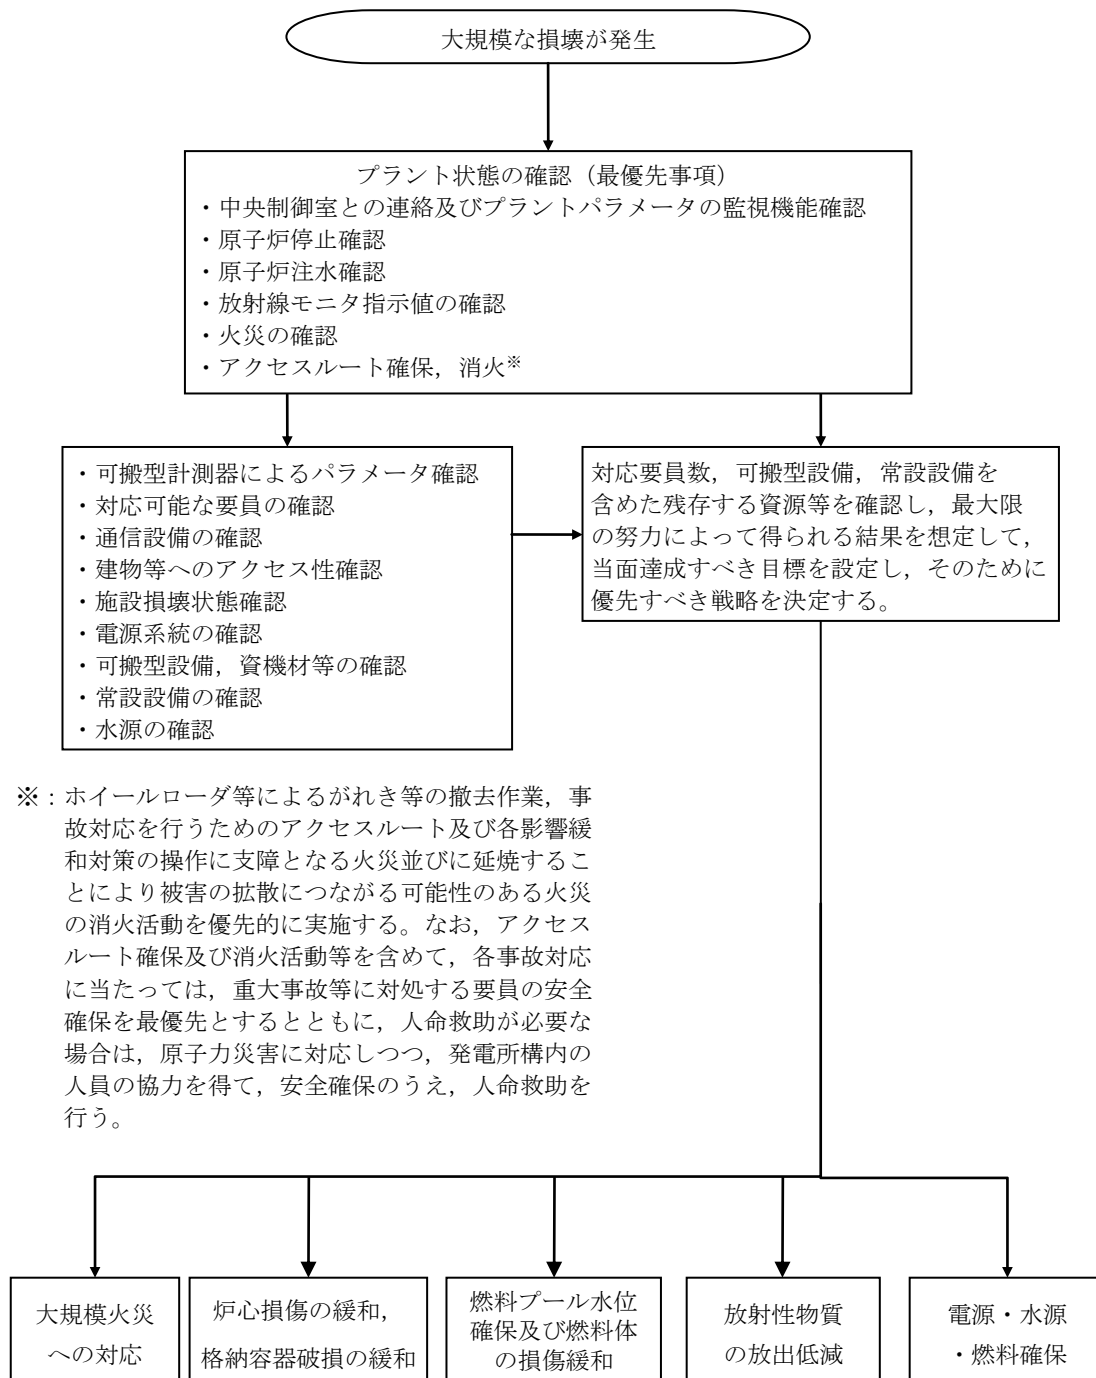 大規模な損壊が発生
プラント状態の確認（最優先事項）
・中央制御室との連絡及びプラントパラメータの監視機能確認
・原子炉停止確認
・原子炉注水確認
・放射線モニタ指示値の確認
・火災の確認
・アクセスルート確保，消火※
・可搬型計測器によるパラメータ確認
・対応可能な要員の確認
・通信設備の確認
・建物等へのアクセス性確認
・施設損壊状態確認
・電源系統の確認
・可搬型設備，資機材等の確認
・常設設備の確認
・水源の確認
対応要員数，可搬型設備，常設設備を
含めた残存する資源等を確認し，最大限
の努力によって得られる結果を想定して，
当面達成すべき目標を設定し，そのために
優先すべき戦略を決定する。
※：ホイールローダ等によるがれき等の撤去作業，事
故対応を行うためのアクセスルート及び各影響緩
和対策の操作に支障となる火災並びに延焼するこ
とにより被害の拡散につながる可能性のある火災
の消火活動を優先的に実施する。なお，アクセス
ルート確保及び消火活動等を含めて，各事故対応
に当たっては，重大事故等に対処する要員の安全
確保を最優先とするとともに，人命救助が必要な
場合は，原子力災害に対応しつつ，発電所構内の
人員の協力を得て，安全確保のうえ，人命救助を
行う。
大規模火災
への対応
炉心損傷の緩和，
格納容器破損の緩和
燃料プール水位
確保及び燃料体
の損傷緩和
放射性物質
の放出低減
電源・水源
・燃料確保